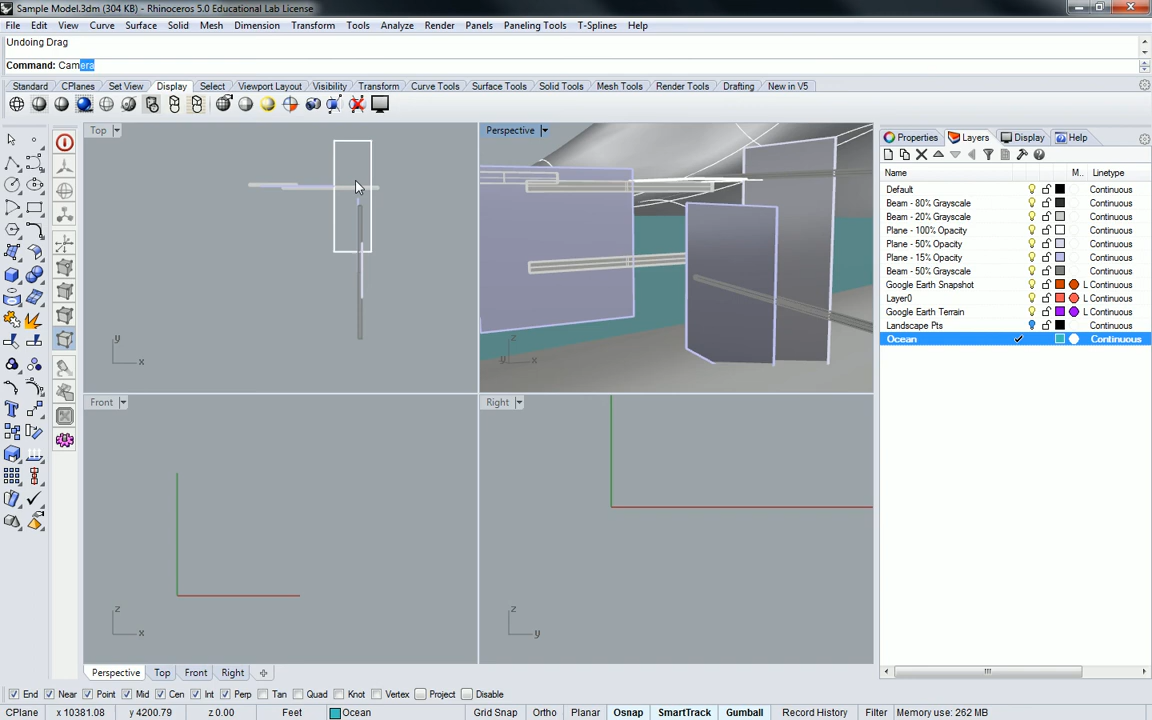 Sample Model.3dm (304 KB) - Rhinoceros 5.0 Educational Lab License
File Edit View Curve Surface Solid Mesh Dimension Transform Tools Analyze Render Panels Paneling Tools T-Splines Help
Undoing Drag
Command: Camera
Standard CPlanes Set View Display Select Viewport Layout Visibility Transform Curve Tools Surface Tools Solid Tools Mesh Tools Render Tools Drafting New in V5
Top
Perspective
Properties Layers Display Help
Name M.. Linetype
Default Continuous
Beam - 80% Grayscale Continuous
Beam - 20% Grayscale Continuous
Plane - 100% Opacity Continuous
Plane - 50% Opacity Continuous
Plane - 15% Opacity Continuous
Beam - 50% Grayscale Continuous
Google Earth Snapshot L Continuous
Layer0 L Continuous
Google Earth Terrain L Continuous
Landscape Pts Continuous
Ocean Continuous
y
x
z
y x
Front
Right
z
x
z
y
Perspective Top Front Right
End Near Point Mid Cen Int Perp Tan Quad Knot Vertex Project Disable
CPlane x 10381.08 y 4200.79 z 0.00 Feet Ocean Grid Snap Ortho Planar Osnap SmartTrack Gumball Record History Filter Memory use: 262 MB